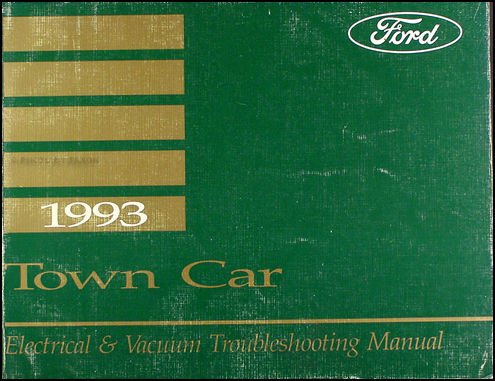 Ford
1993
Town Car
Electrical & Vacuum Troubleshooting Manual